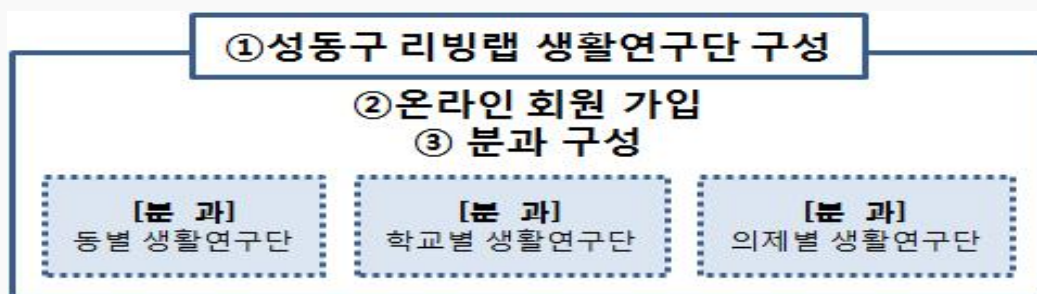 ①성동구 리빙랩 생활연구단 구성
②온라인 회원 가입
③ 분과 구성
[분 과]
동별 생활연구단
[분 과]
학교별 생활연구단
[분 과]
의제별 생활연구단